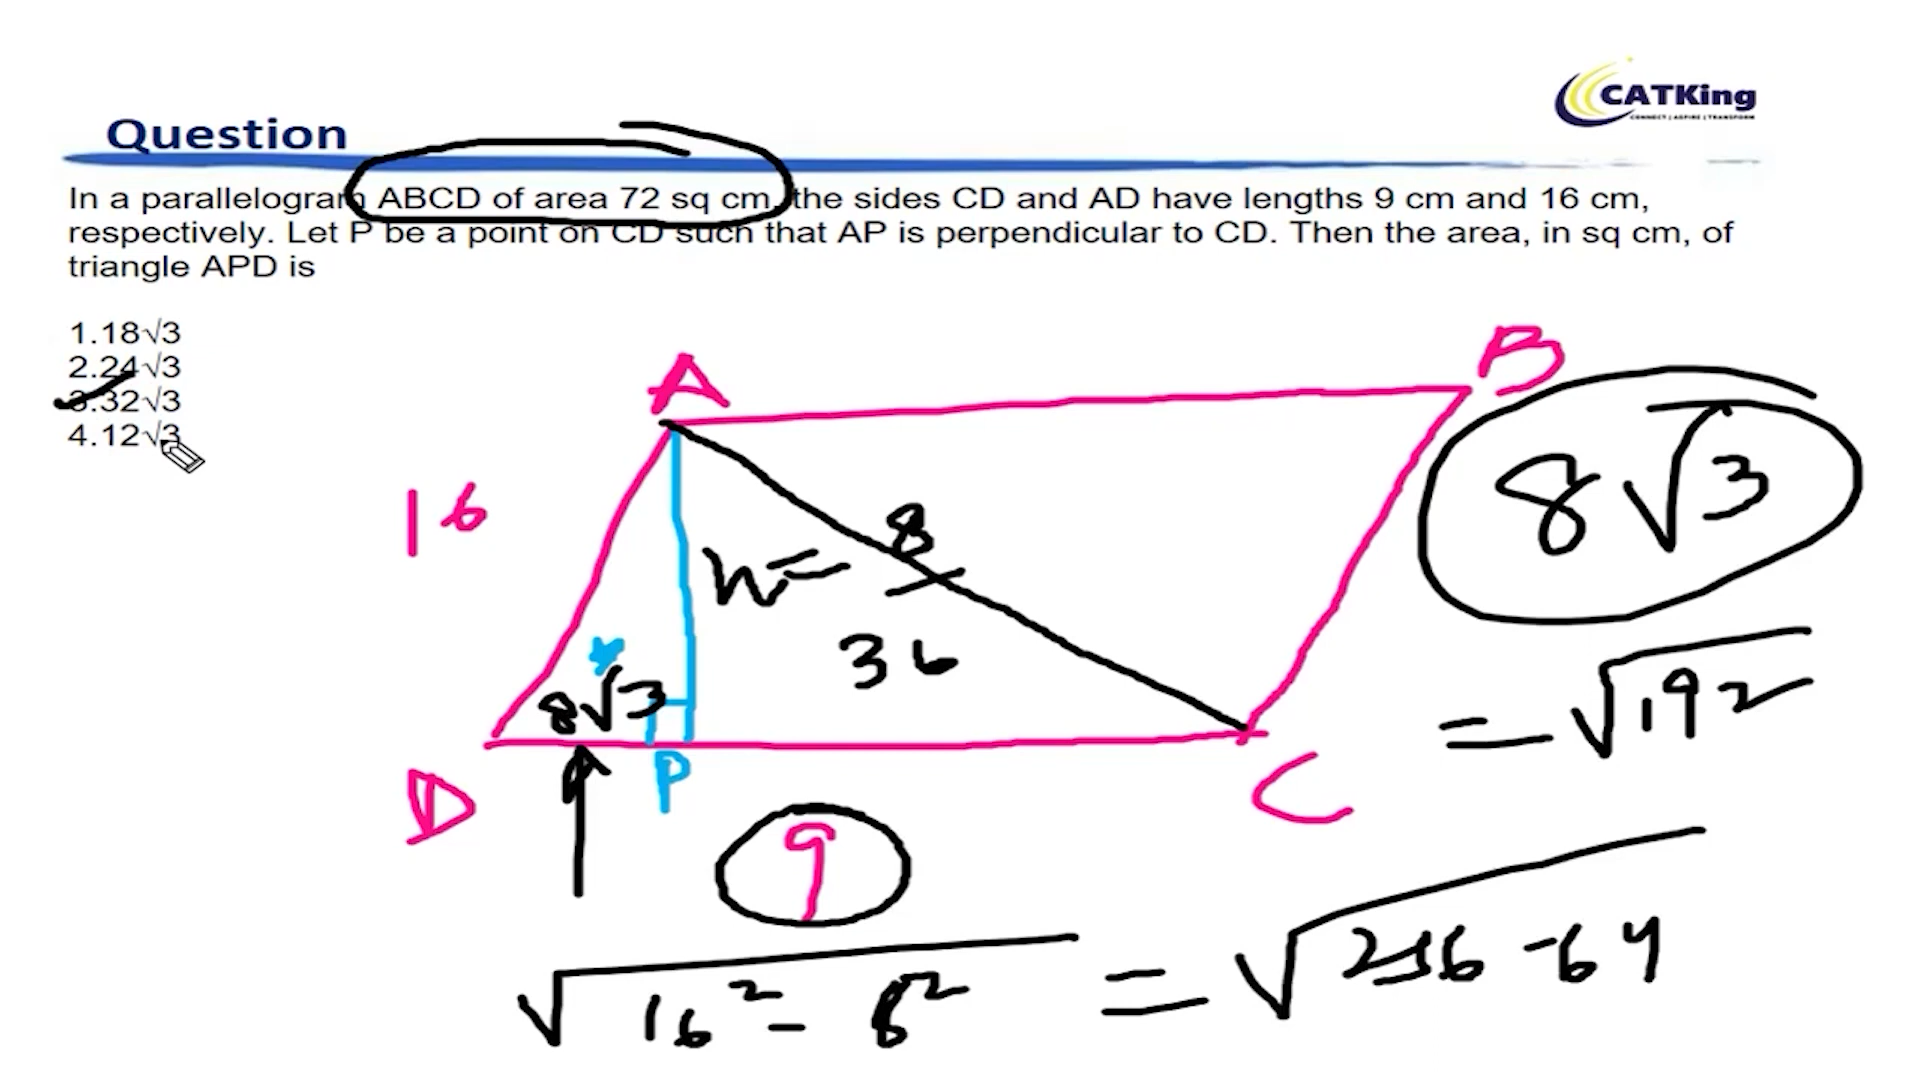 CATKing
CONNECT | ASPIRE | TRANSFORM
Question
In a parallelogram ABCD of area 72 sq cm, the sides CD and AD have lengths 9 cm and 16 cm,
respectively. Let P be a point on CD such that AP is perpendicular to CD. Then the area, in sq cm, of
triangle APD is
1.18√3
2.24√3
3.32√3
4.12√3
A
B
8√3
16
h = 8
36
8√3
= √192
D
P
C
9
√16² - 8² = √256 - 64